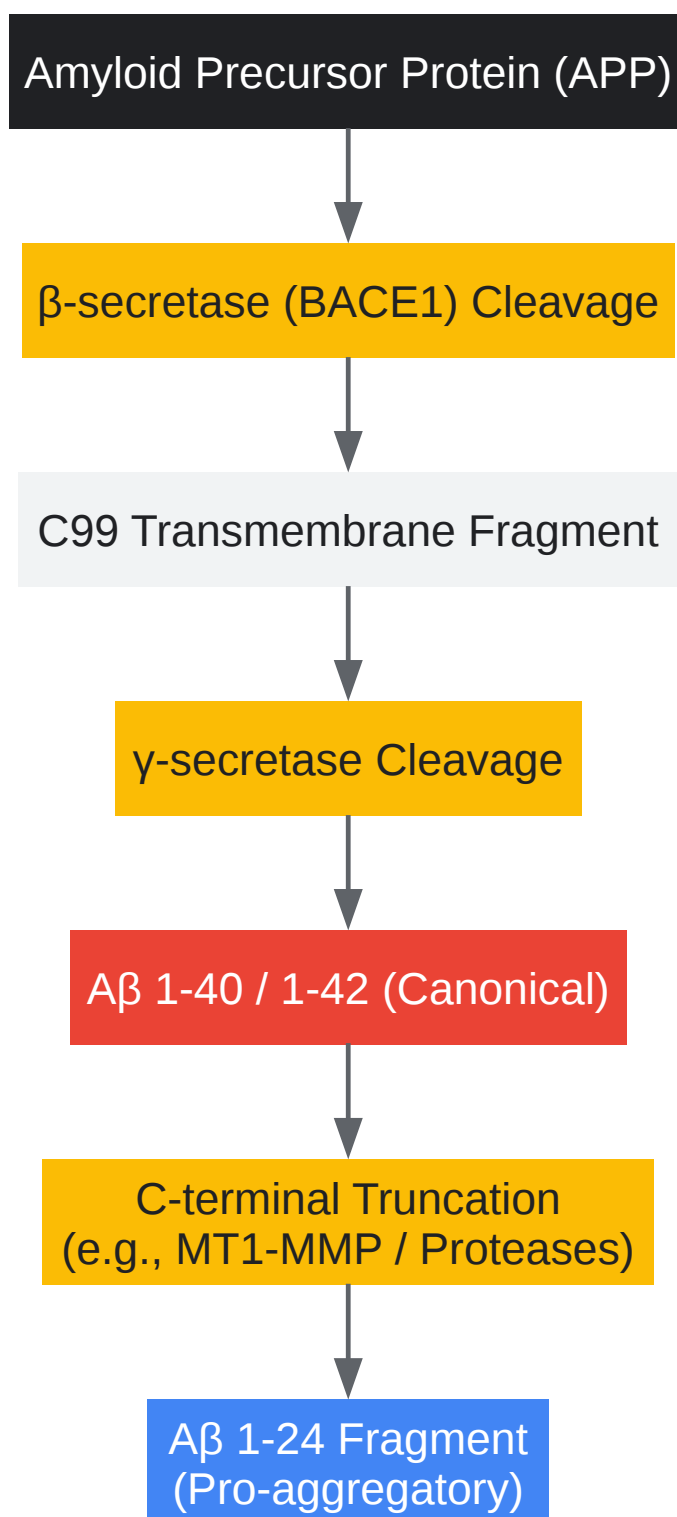 Amyloid Precursor Protein (APP)
β-secretase (BACE1) Cleavage
C99 Transmembrane Fragment
γ-secretase Cleavage
Aβ 1-40 / 1-42 (Canonical)
C-terminal Truncation
(e.g., MT1-MMP / Proteases)
Aβ 1-24 Fragment
(Pro-aggregatory)